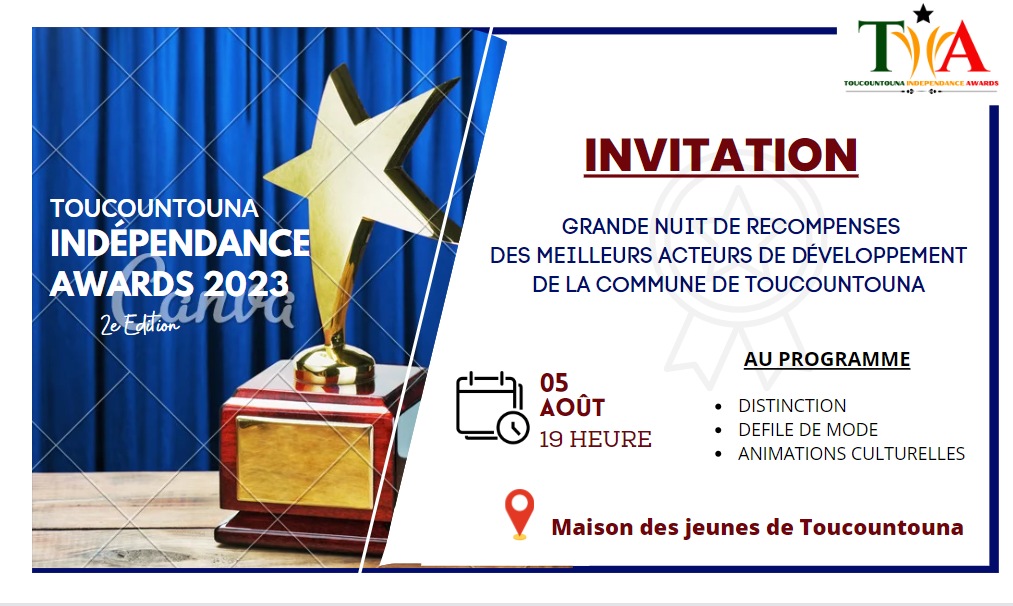 TIA
TOUCOUNTOUNA INDEPENDANCE AWARDS
TOUCOUNTOUNA
INDÉPENDANCE
AWARDS 2023
2e Edition
Canva
INVITATION
GRANDE NUIT DE RECOMPENSES
DES MEILLEURS ACTEURS DE DÉVELOPPEMENT
DE LA COMMUNE DE TOUCOUNTOUNA
05
AOÛT
19 HEURE
AU PROGRAMME
• DISTINCTION
• DEFILE DE MODE
• ANIMATIONS CULTURELLES
Maison des jeunes de Toucountouna